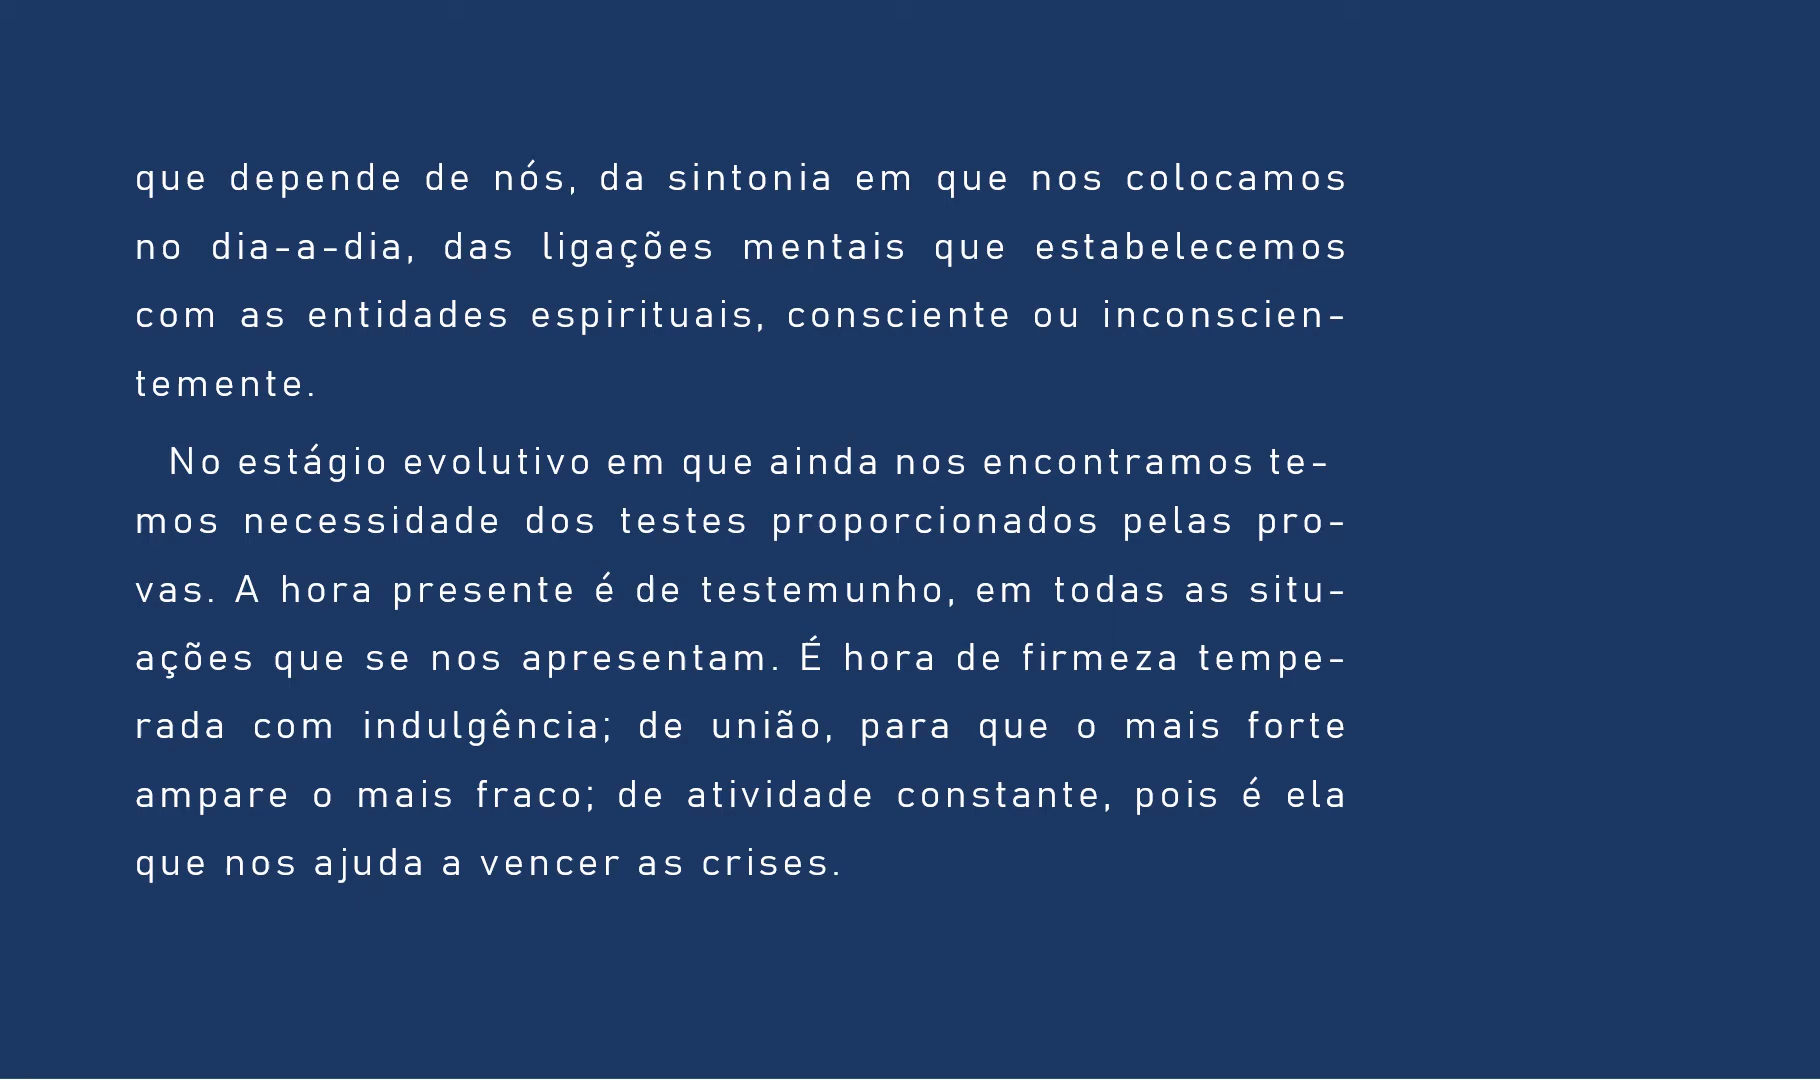 que depende de nós, da sintonia em que nos colocamos
no dia-a-dia, das ligações mentais que estabelecemos
com as entidades espirituais, consciente ou inconscien-
temente.
No estágio evolutivo em que ainda nos encontramos te-
mos necessidade dos testes proporcionados pelas pro-
vas. A hora presente é de testemunho, em todas as situ-
ações que se nos apresentam. É hora de firmeza tempe-
rada com indulgência; de união, para que o mais forte
ampare o mais fraco; de atividade constante, pois é ela
que nos ajuda a vencer as crises.